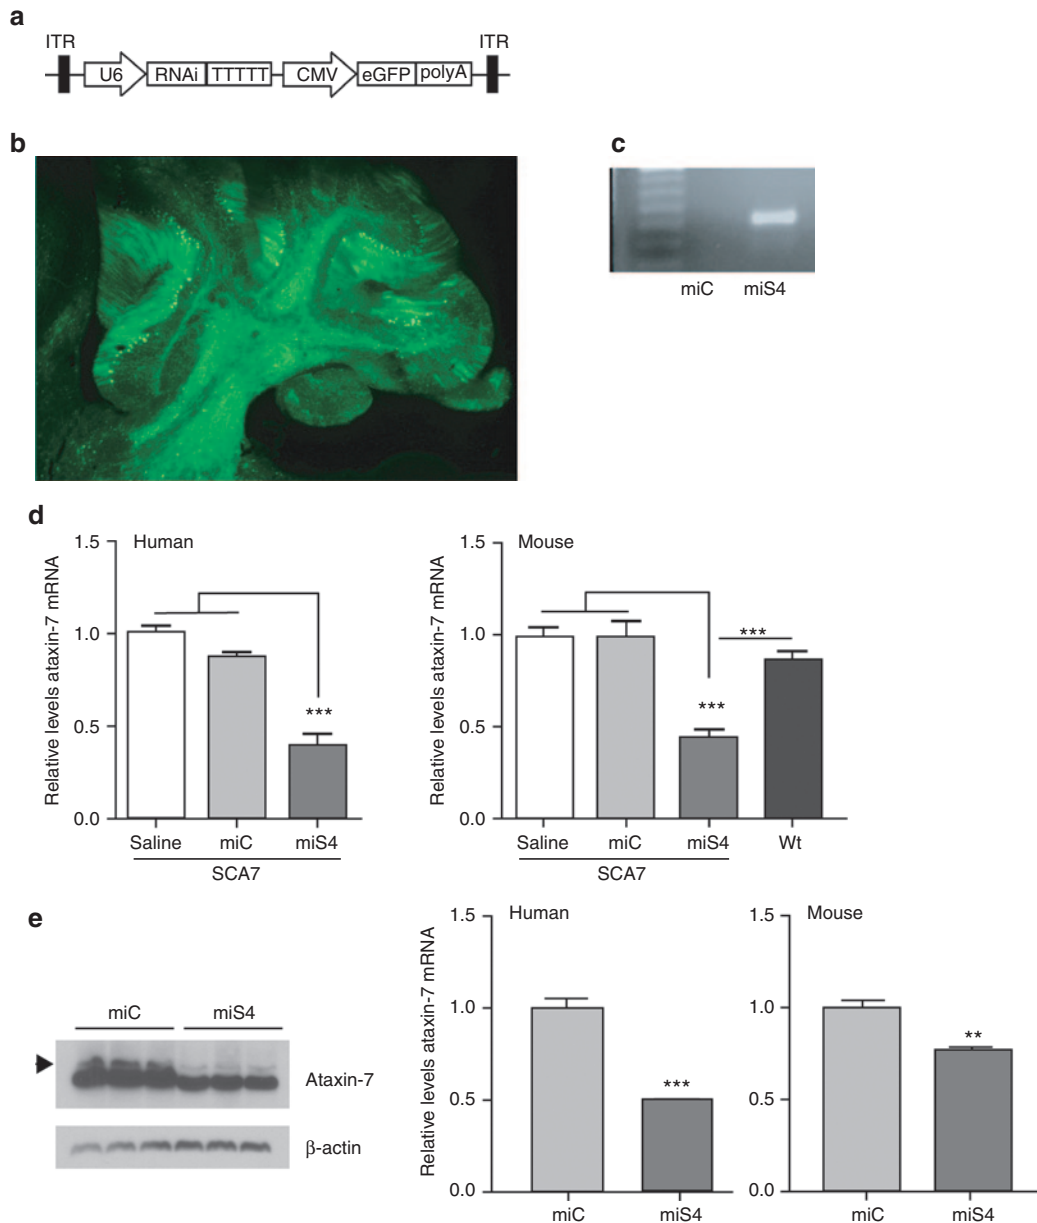 a
ITR
ITR
U6
RNAi
TTTTT
CMV
eGFP
polyA
b
c
miC
miS4
d
Human
Relative levels ataxin-7 mRNA
1.5
1.0
0.5
0.0
***
Saline
miC
miS4
SCA7
Mouse
Relative levels ataxin-7 mRNA
1.5
1.0
0.5
0.0
***
***
Saline
miC
miS4
Wt
SCA7
e
miC
miS4
Ataxin-7
β-actin
Human
Relative levels ataxin-7 mRNA
1.5
1.0
0.5
0.0
***
miC
miS4
Mouse
1.5
1.0
0.5
0.0
**
miC
miS4